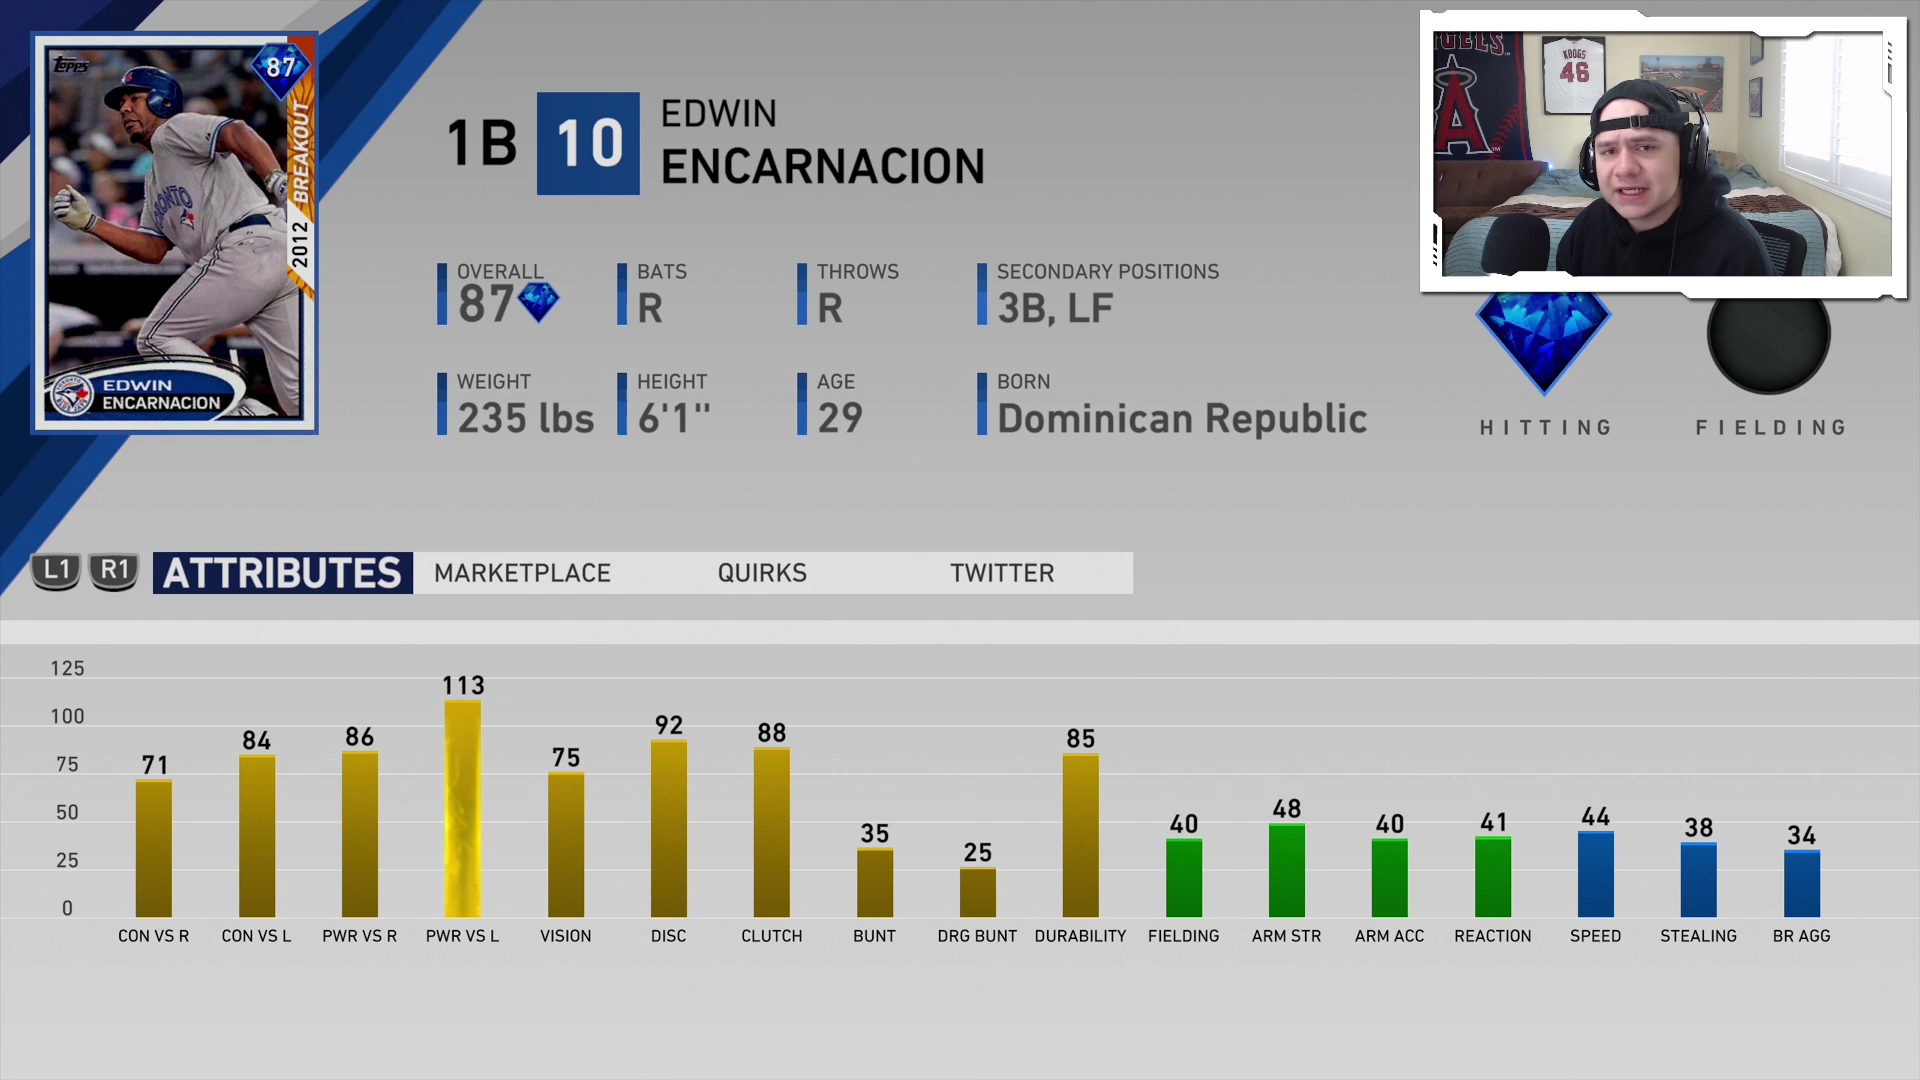 Topps
87
BREAKOUT
2012
TORONTO
EDWIN
ENCARNACION
1B
10
EDWIN
ENCARNACION
OVERALL
87
BATS
R
THROWS
R
SECONDARY POSITIONS
3B, LF
WEIGHT
235 lbs
HEIGHT
6'1"
AGE
29
BORN
Dominican Republic
GELS
A
KOOGS
46
HITTING
FIELDING
L1 R1 ATTRIBUTES MARKETPLACE QUIRKS TWITTER
125
100
75
50
25
0
71 84 86 113 75 92 88 35 25 85 40 48 40 41 44 38 34
CON VS R CON VS L PWR VS R PWR VS L VISION DISC CLUTCH BUNT DRG BUNT DURABILITY FIELDING ARM STR ARM ACC REACTION SPEED STEALING BR AGG